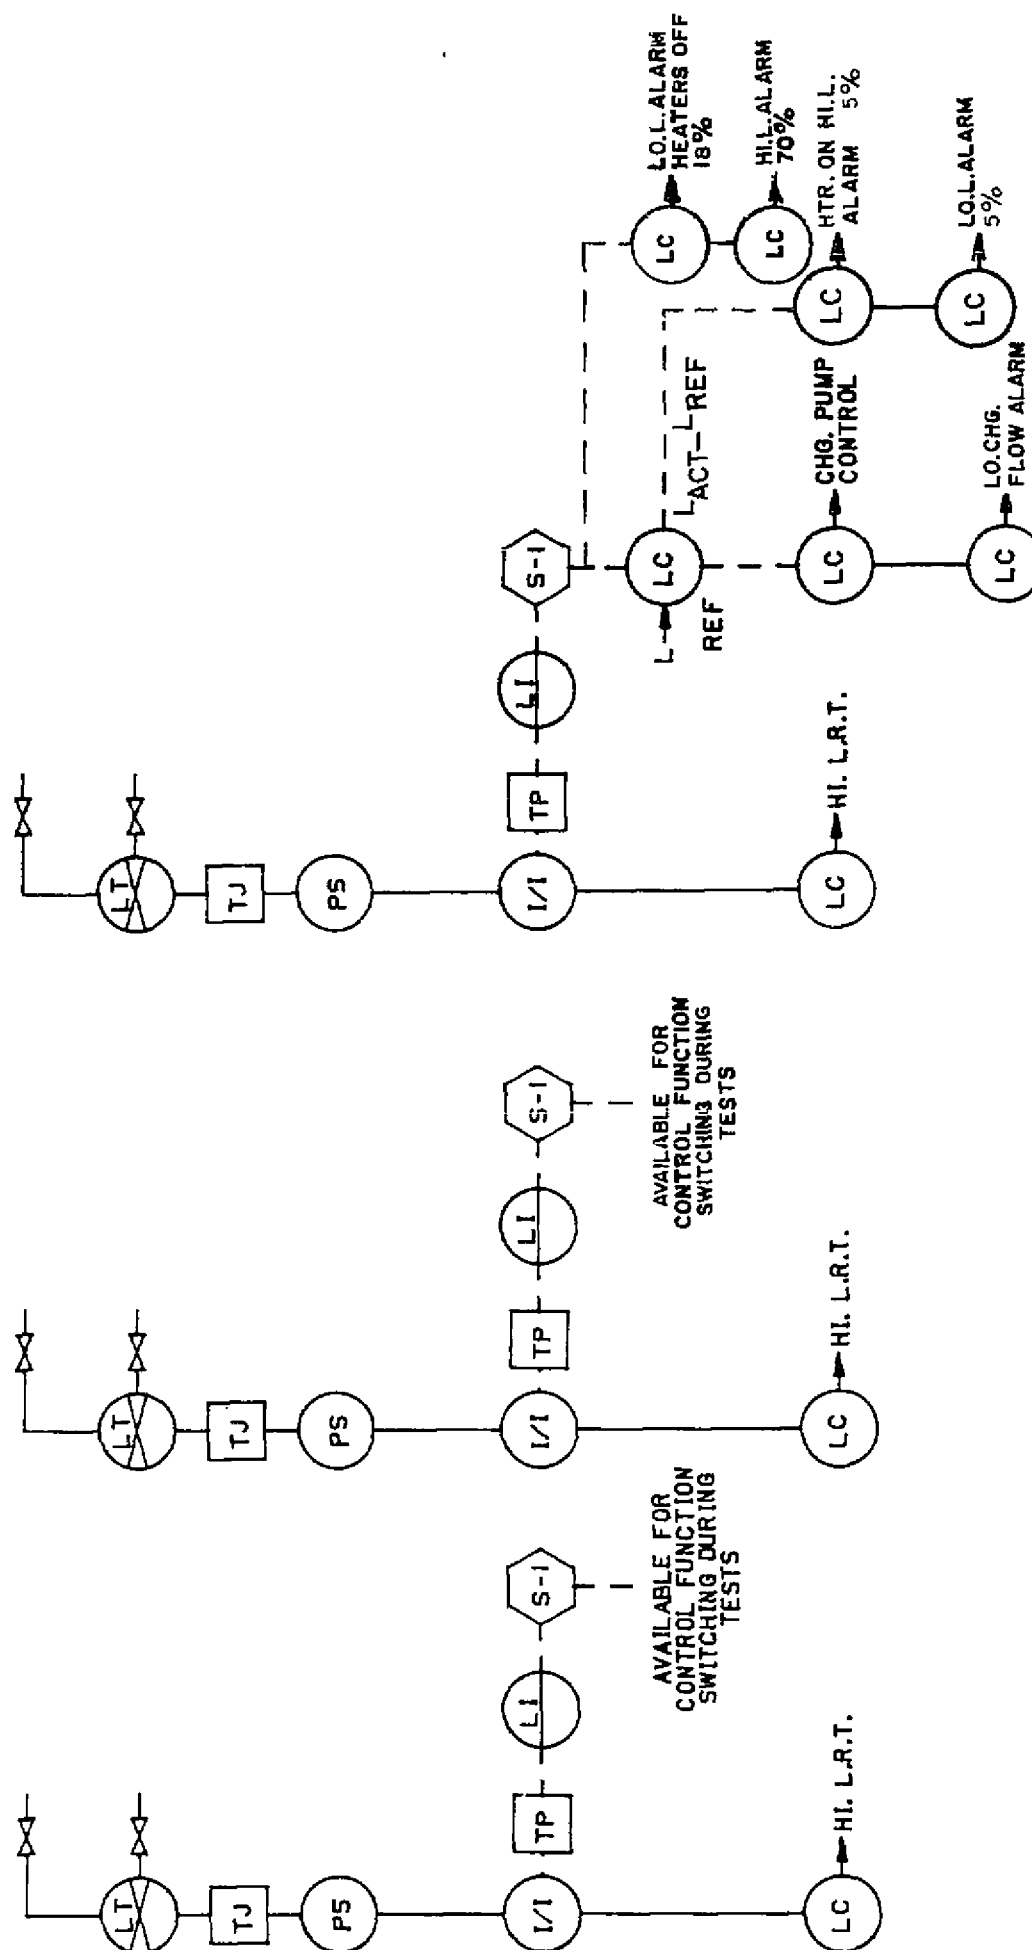 LT
TJ
PS
I/I
TP
LI
S-1
AVAILABLE FOR
CONTROL FUNCTION
SWITCHING DURING
TESTS
LC
HI. L.R.T.
LT
TJ
PS
I/I
TP
LI
S-1
AVAILABLE FOR
CONTROL FUNCTION
SWITCHING DURING
TESTS
LC
HI. L.R.T.
LT
TJ
PS
I/I
TP
LI
S-1
LC
HI. L.R.T.
L
REF
LC
LACT-LREF
LC
LO.L.ALARM
HEATERS OFF
18%
LC
HI.L.ALARM
70%
LC
CHG. PUMP
CONTROL
LC
HTR. ON HI.L.
ALARM 5%
LC
LO.CHG.
FLOW ALARM
LC
LO.L.ALARM
5%